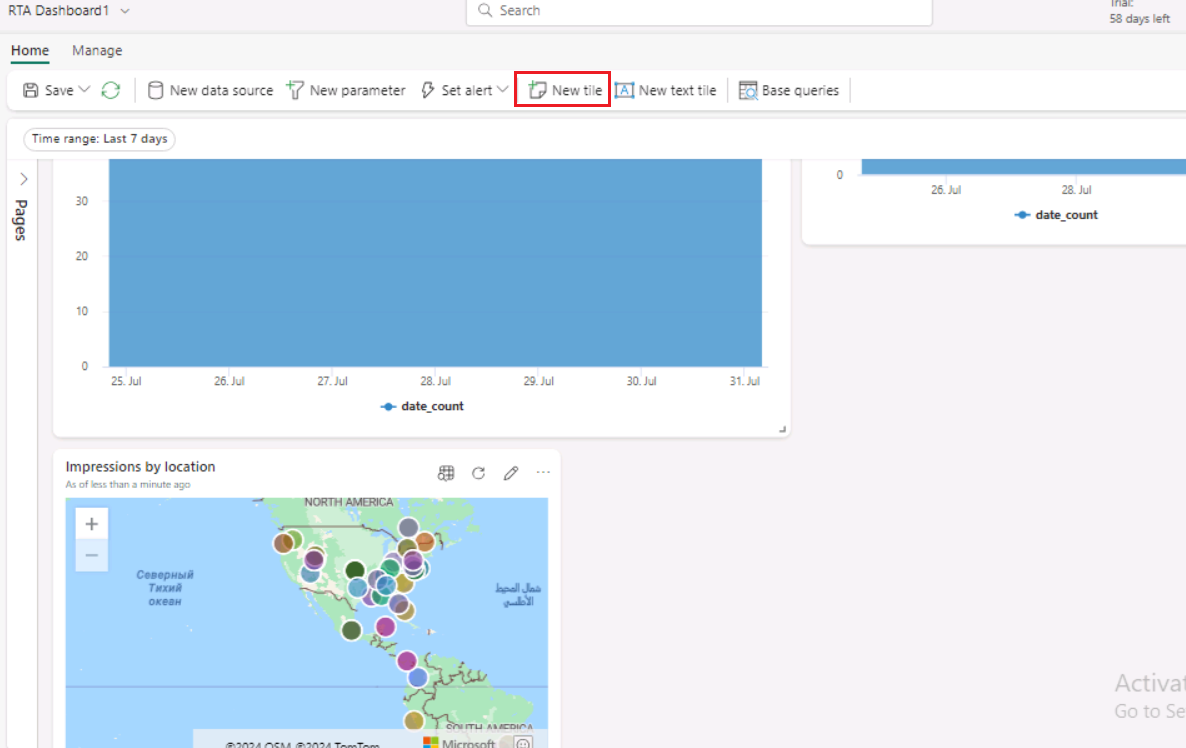 RTA Dashboard1
Search
Trial:
58 days left
Home
Manage
Save
New data source
New parameter
Set alert
New tile
New text tile
Base queries
Time range: Last 7 days
Pages
30
20
10
0
25. Jul
26. Jul
27. Jul
28. Jul
29. Jul
30. Jul
31. Jul
date_count
0
26. Jul
28. Jul
date_count
Impressions by location
As of less than a minute ago
NORTH AMERICA
Северный
Тихий
океан
شمال المحيط
الأطلسي
SOUTH AMERICA
©2024 OSM, ©2024 TomTom
Microsoft
Activat
Go to Se